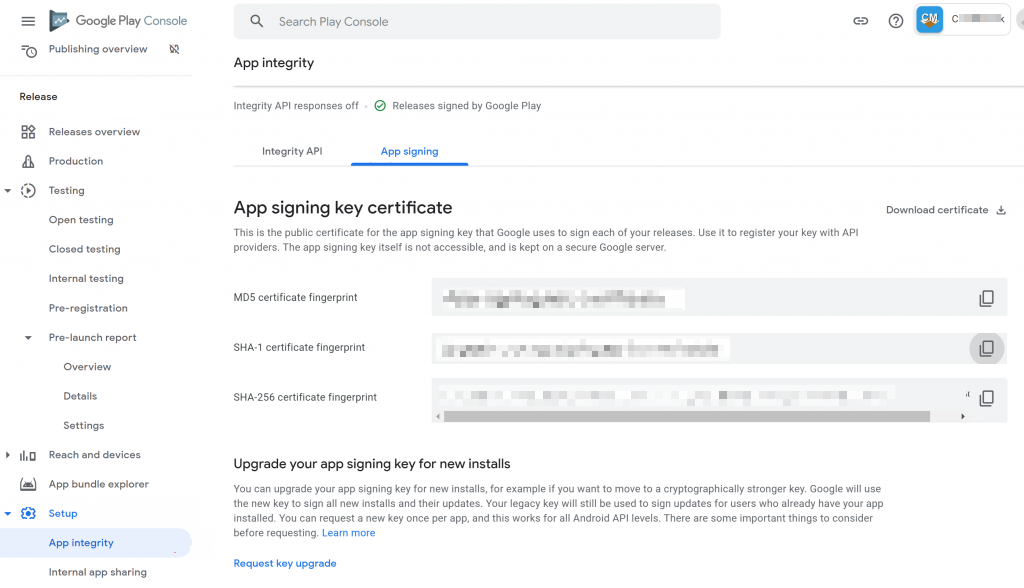 Google Play Console
Search Play Console
CM
Publishing overview
Release
Releases overview
Production
Testing
Open testing
Closed testing
Internal testing
Pre-registration
Pre-launch report
Overview
Details
Settings
Reach and devices
App bundle explorer
Setup
App integrity
Internal app sharing
App integrity
Integrity API responses off - Releases signed by Google Play
Integrity API
App signing
App signing key certificate
Download certificate
This is the public certificate for the app signing key that Google uses to sign each of your releases. Use it to register your key with API
providers. The app signing key itself is not accessible, and is kept on a secure Google server.
MD5 certificate fingerprint
SHA-1 certificate fingerprint
SHA-256 certificate fingerprint
Upgrade your app signing key for new installs
You can upgrade your app signing key for new installs, for example if you want to move to a cryptographically stronger key. Google will use
the new key to sign all new installs and their updates. Your legacy key will still be used to sign updates for users who already have your app
installed. You can request a new key once per app, and this works for all Android API levels. There are some important things to consider
before requesting. Learn more
Request key upgrade